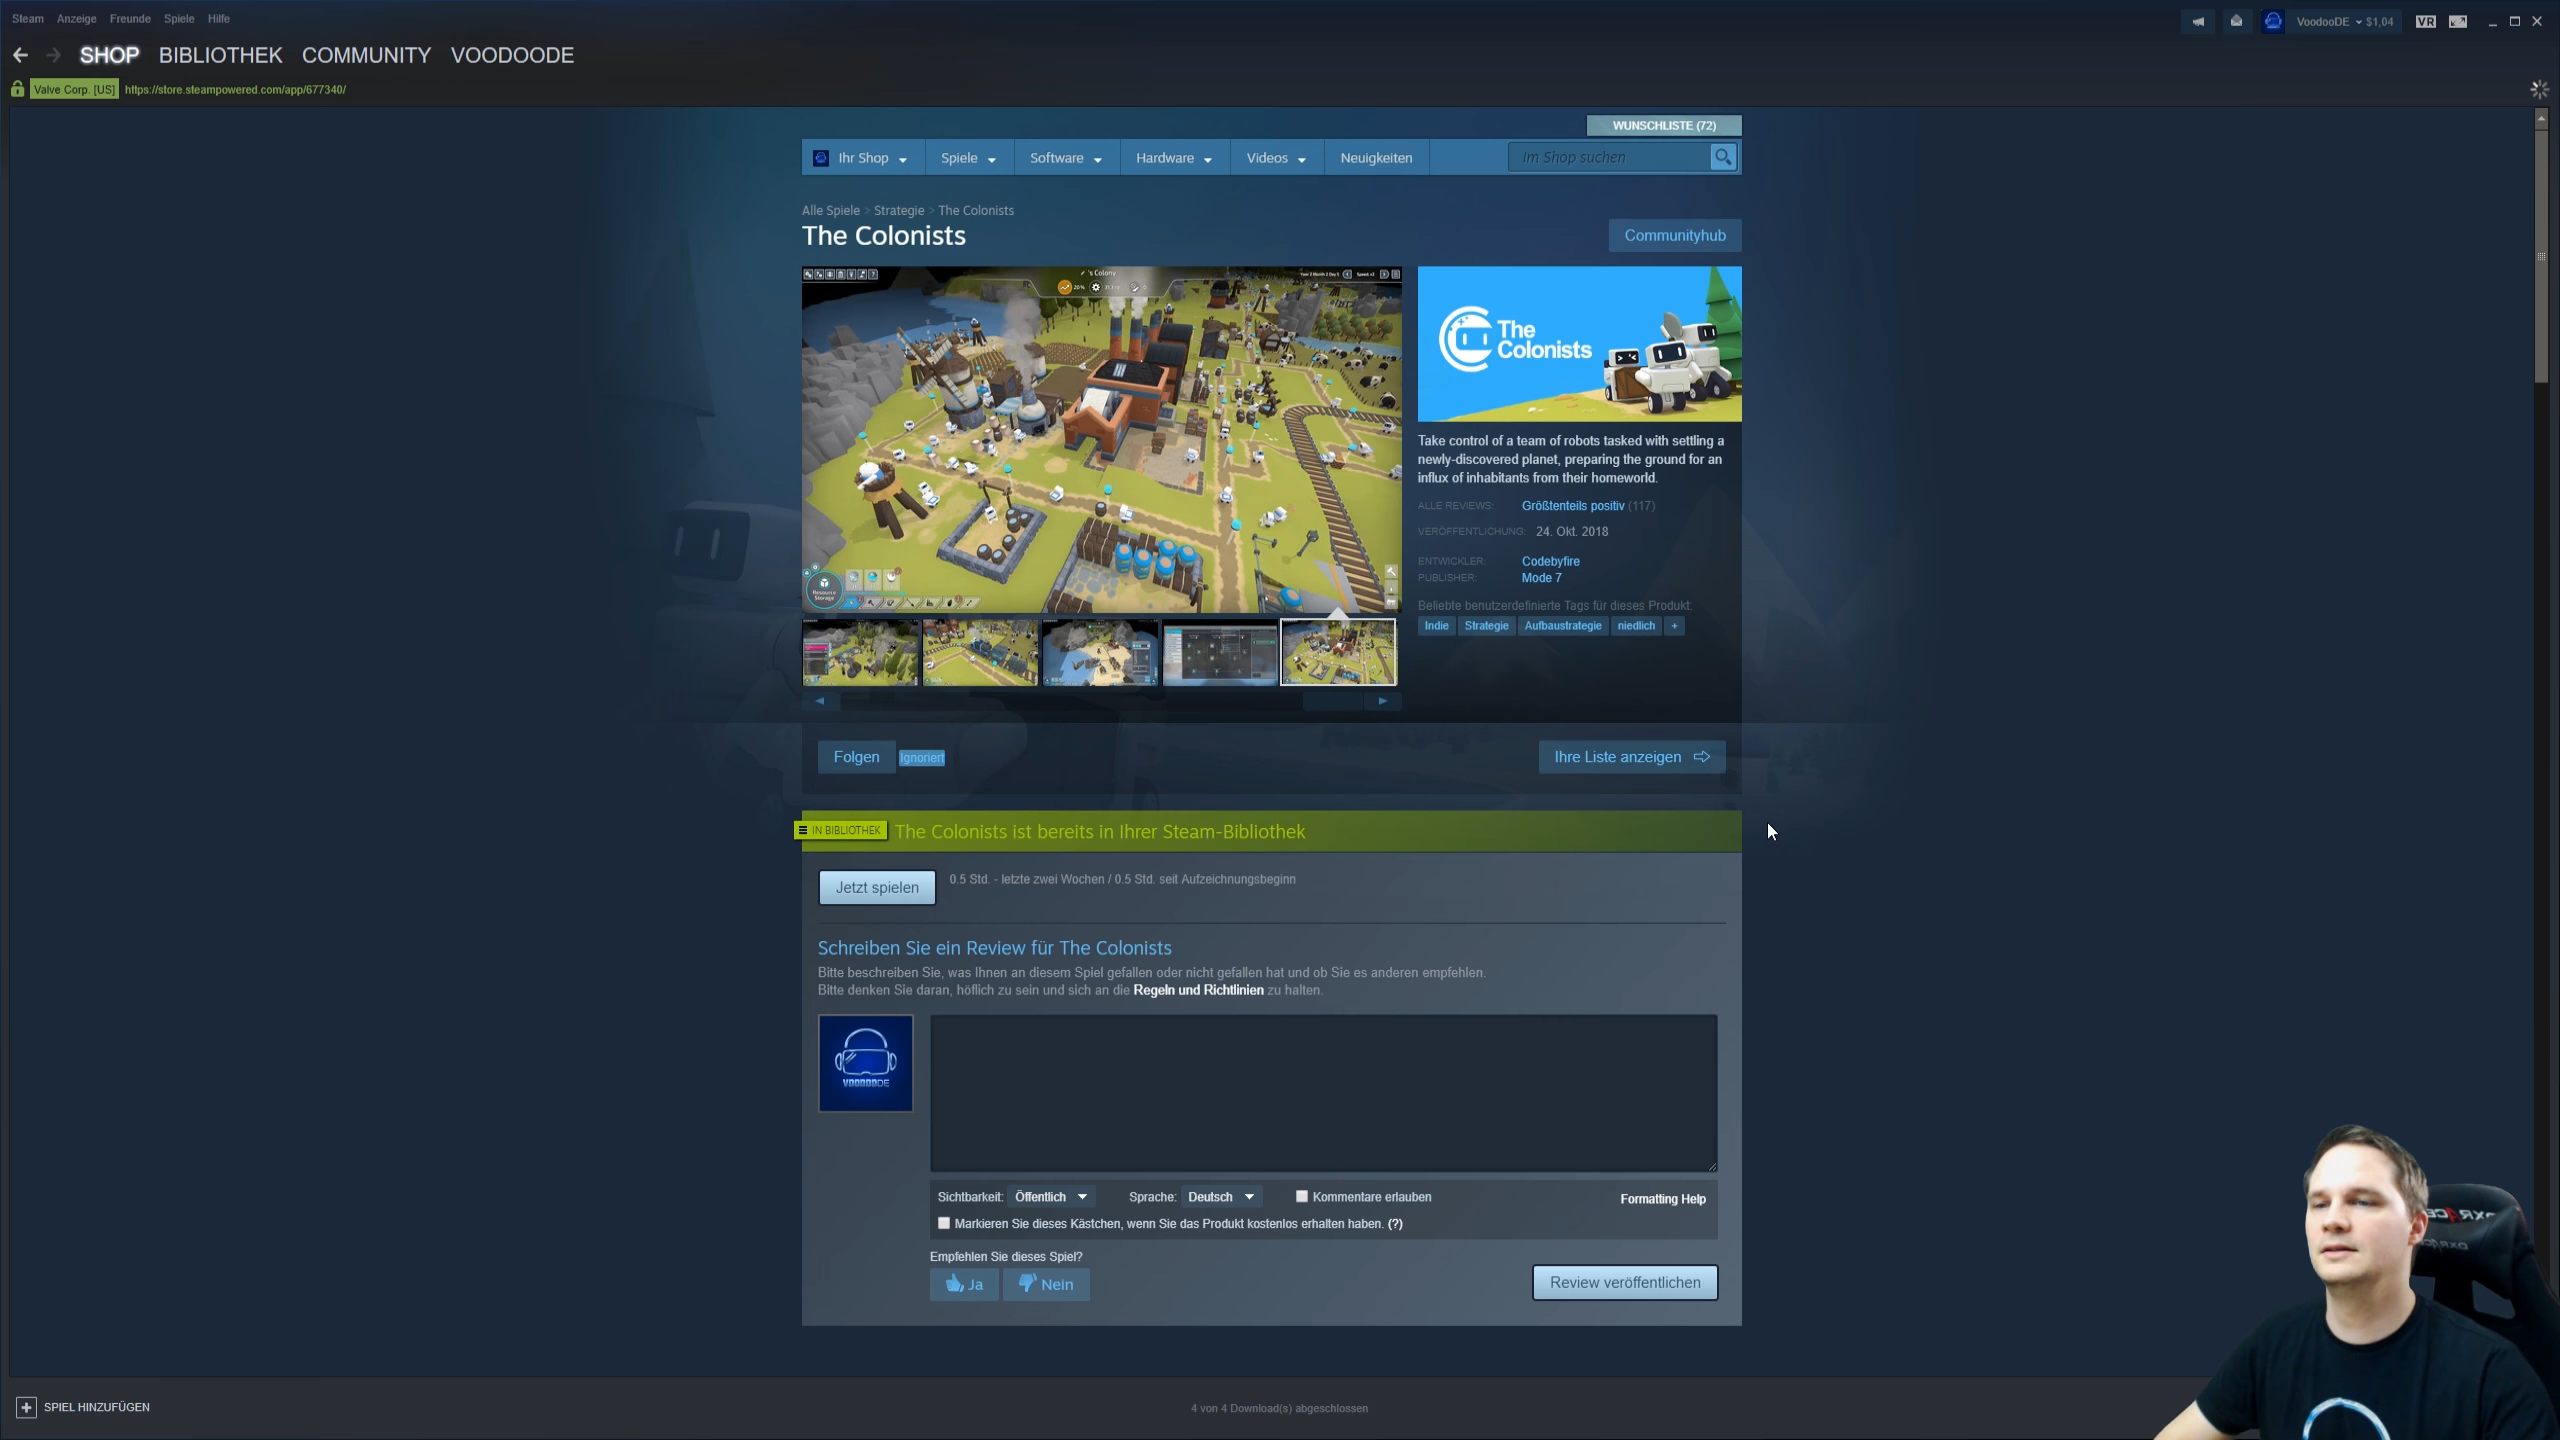 Steam Anzeige Freunde Spiele Hilfe
VoodooDE $1,04 VR
SHOP BIBLIOTHEK COMMUNITY VOODOODE
Valve Corp. [US] https://store.steampowered.com/app/677340/
WUNSCHLISTE (72)
Ihr Shop Spiele Software Hardware Videos Neuigkeiten Im Shop suchen
Alle Spiele > Strategie > The Colonists
The Colonists
Communityhub
's Colony
20%
Resource
Storage
The
Colonists
Take control of a team of robots tasked with settling a
newly-discovered planet, preparing the ground for an
influx of inhabitants from their homeworld.
ALLE REVIEWS: Größtenteils positiv (117)
VERÖFFENTLICHUNG: 24. Okt. 2018
ENTWICKLER: Codebyfire
PUBLISHER: Mode 7
Beliebte benutzerdefinierte Tags für dieses Produkt:
Indie Strategie Aufbaustrategie niedlich +
Folgen Ignoriert
Ihre Liste anzeigen
IN BIBLIOTHEK The Colonists ist bereits in Ihrer Steam-Bibliothek
Jetzt spielen 0.5 Std. - letzte zwei Wochen / 0.5 Std. seit Aufzeichnungsbeginn
Schreiben Sie ein Review für The Colonists
Bitte beschreiben Sie, was Ihnen an diesem Spiel gefallen oder nicht gefallen hat und ob Sie es anderen empfehlen.
Bitte denken Sie daran, höflich zu sein und sich an die Regeln und Richtlinien zu halten.
VOODOODE
Sichtbarkeit: Öffentlich Sprache: Deutsch Kommentare erlauben Formatting Help
Markieren Sie dieses Kästchen, wenn Sie das Produkt kostenlos erhalten haben. (?)
Empfehlen Sie dieses Spiel?
Ja Nein
Review veröffentlichen
SPIEL HINZUFÜGEN
4 von 4 Download(s) abgeschlossen